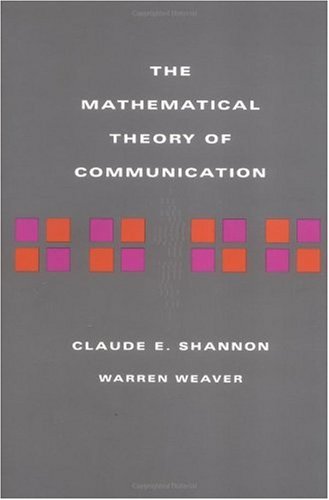 THE
MATHEMATICAL
THEORY OF
COMMUNICATION
CLAUDE E. SHANNON
WARREN WEAVER